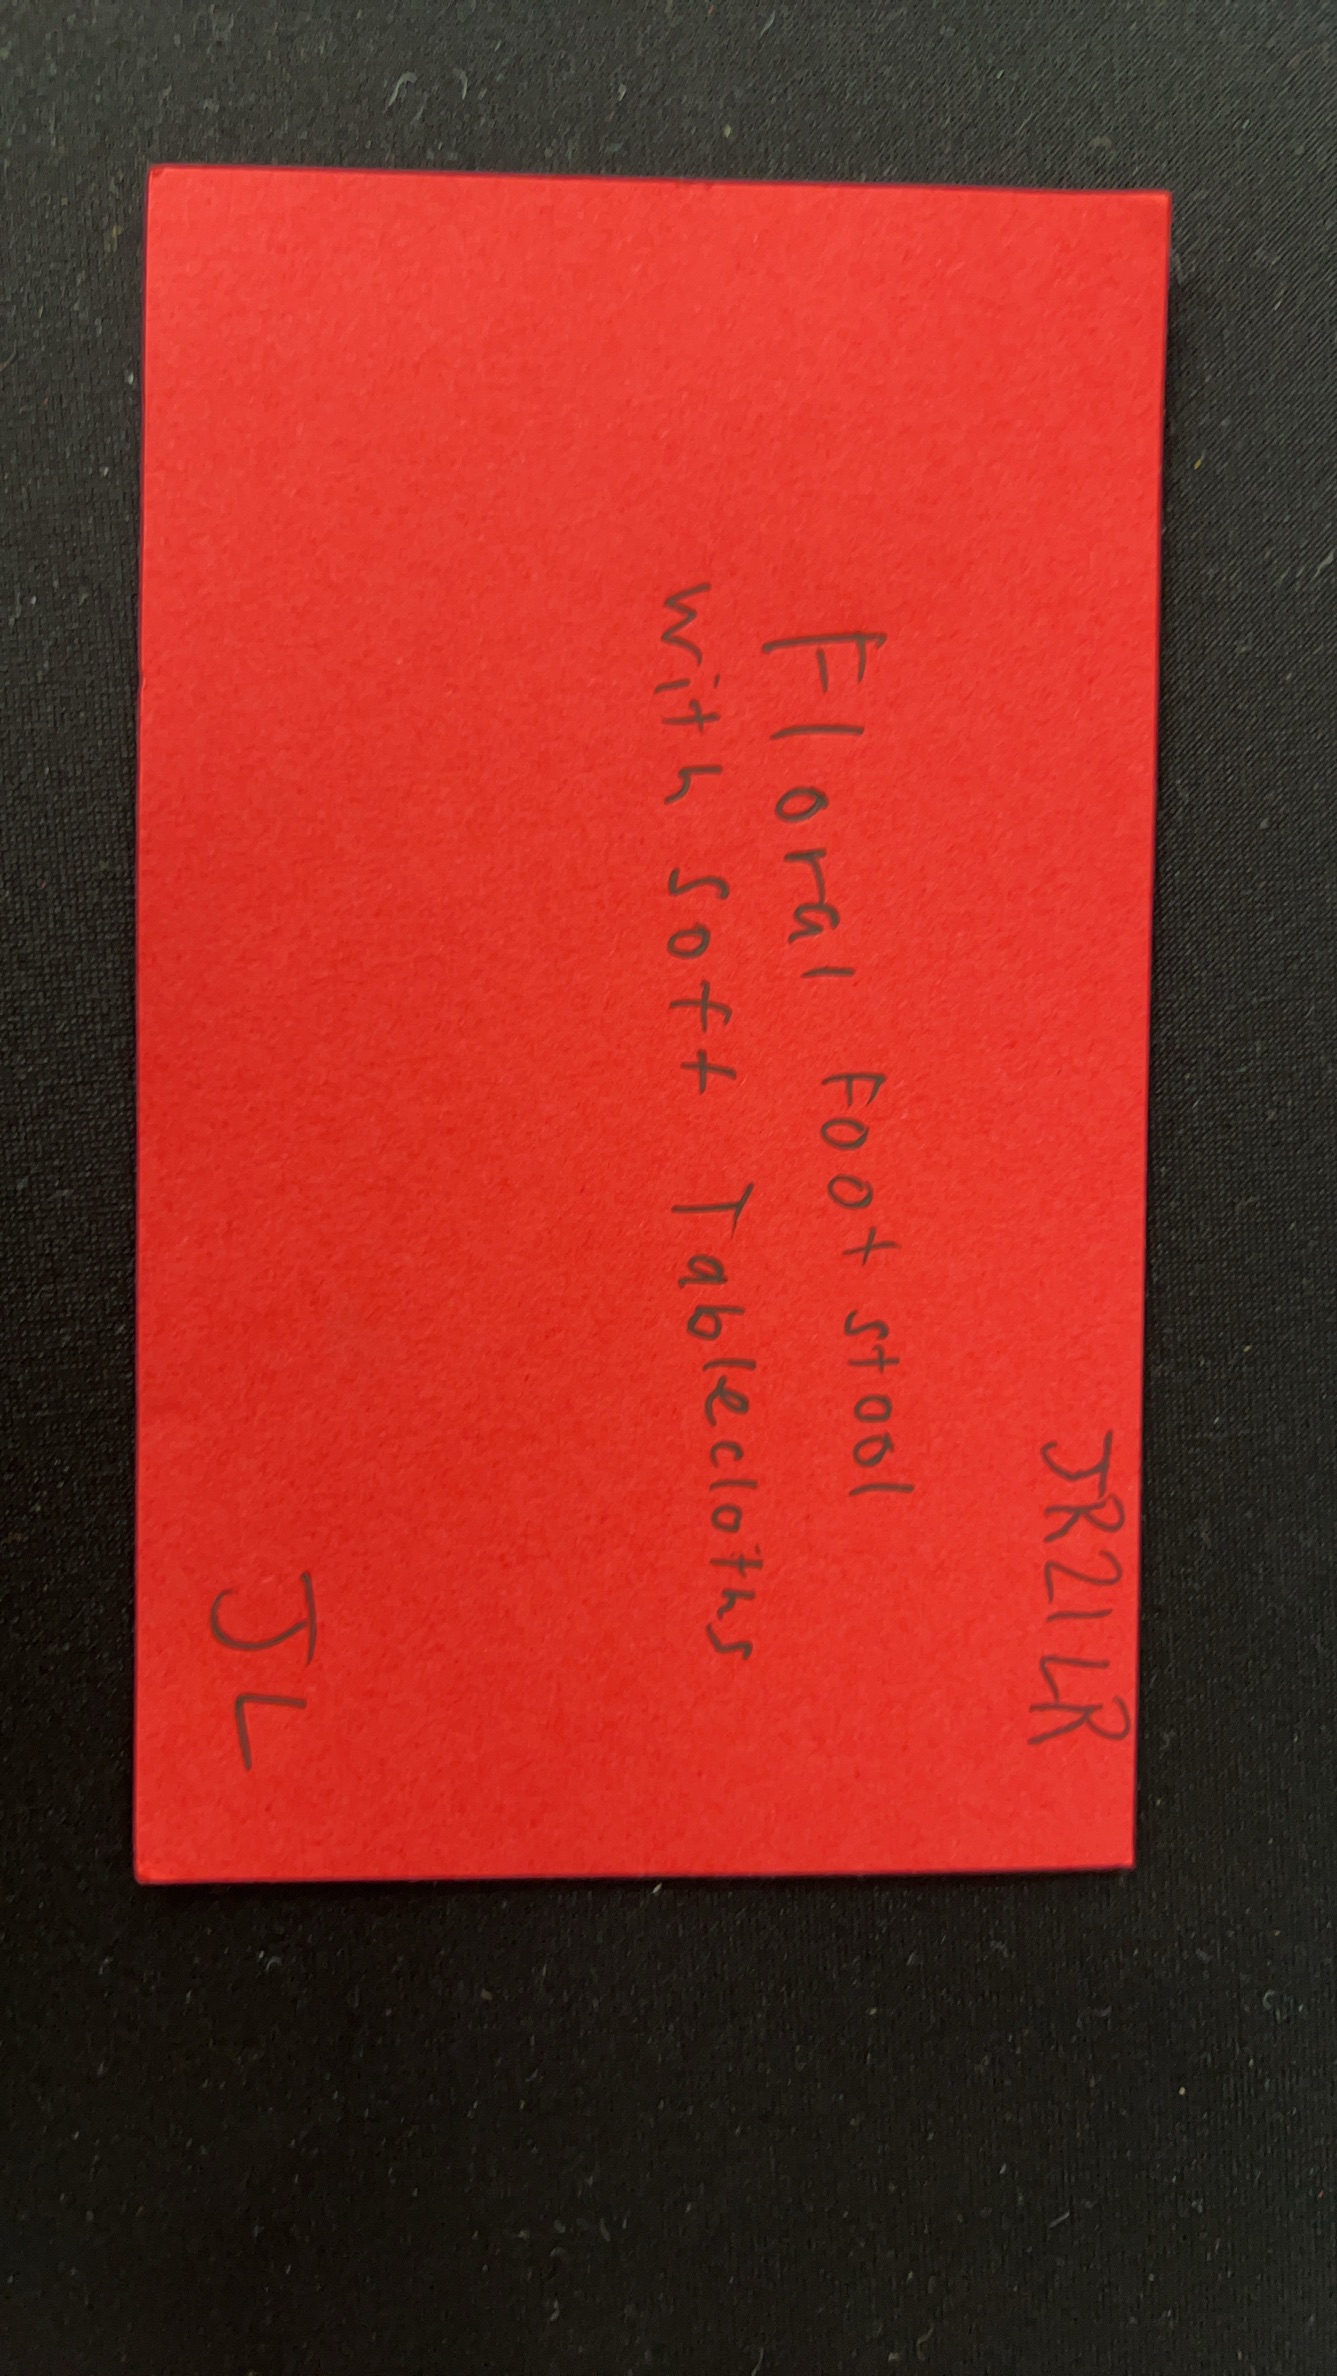 JR21LR
Floral Foot stool
with soft Tablecloths
JL